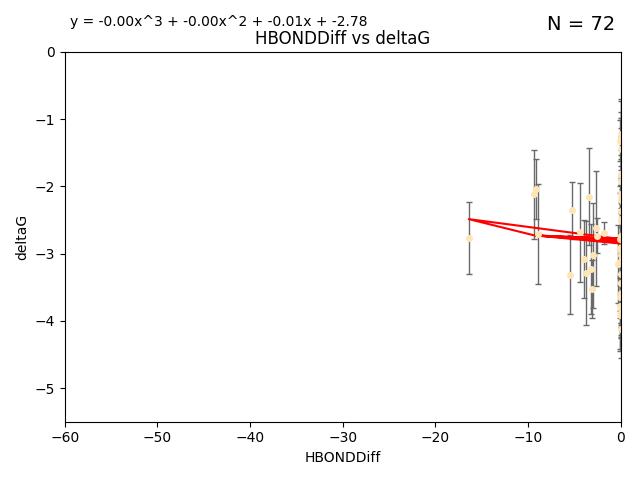 y = -0.00x^3 + -0.00x^2 + -0.01x + -2.78
N = 72
HBONDDiff vs deltaG
0
−1
−2
−3
−4
−5
deltaG
−60
−50
−40
−30
−20
−10
0
HBONDDiff